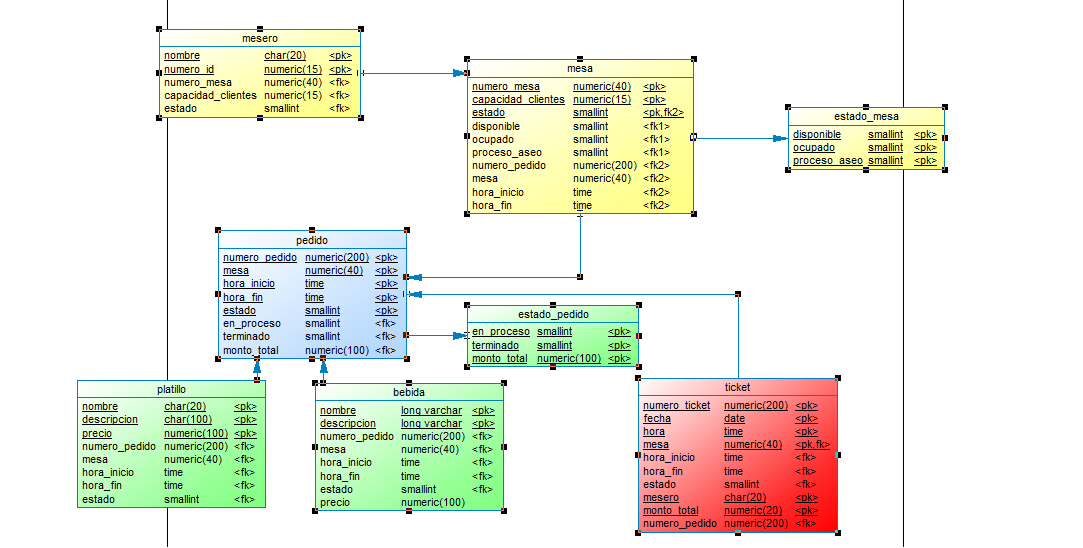 mesero
nombre char(20) <pk>
numero_id numeric(15) <pk>
numero_mesa numeric(40) <fk>
capacidad_clientes numeric(15) <fk>
estado smallint <fk>
mesa
numero_mesa numeric(40) <pk>
capacidad_clientes numeric(15) <pk>
estado smallint <pk,fk2>
disponible smallint <fk1>
ocupado smallint <fk1>
proceso_aseo smallint <fk1>
numero_pedido numeric(200) <fk2>
mesa numeric(40) <fk2>
hora_inicio time <fk2>
hora_fin time <fk2>
estado_mesa
disponible smallint <pk>
ocupado smallint <pk>
proceso_aseo smallint <pk>
pedido
numero_pedido numeric(200) <pk>
mesa numeric(40) <pk>
hora_inicio time <pk>
hora_fin time <pk>
estado smallint <pk>
en_proceso smallint <fk>
terminado smallint <fk>
monto_total numeric(100) <fk>
estado_pedido
en_proceso smallint <pk>
terminado smallint <pk>
monto_total numeric(100) <pk>
platillo
nombre char(20) <pk>
descripcion char(100) <pk>
precio numeric(100) <pk>
numero_pedido numeric(200) <fk>
mesa numeric(40) <fk>
hora_inicio time <fk>
hora_fin time <fk>
estado smallint <fk>
bebida
nombre long varchar <pk>
descripcion long varchar <pk>
numero_pedido numeric(200) <fk>
mesa numeric(40) <fk>
hora_inicio time <fk>
hora_fin time <fk>
estado smallint <fk>
precio numeric(100)
ticket
numero_ticket numeric(200) <pk>
fecha date <pk>
hora time <pk>
mesa numeric(40) <pk,fk>
hora_inicio time <fk>
hora_fin time <fk>
estado smallint <fk>
mesero char(20) <pk>
monto_total numeric(20) <pk>
numero_pedido numeric(200) <fk>